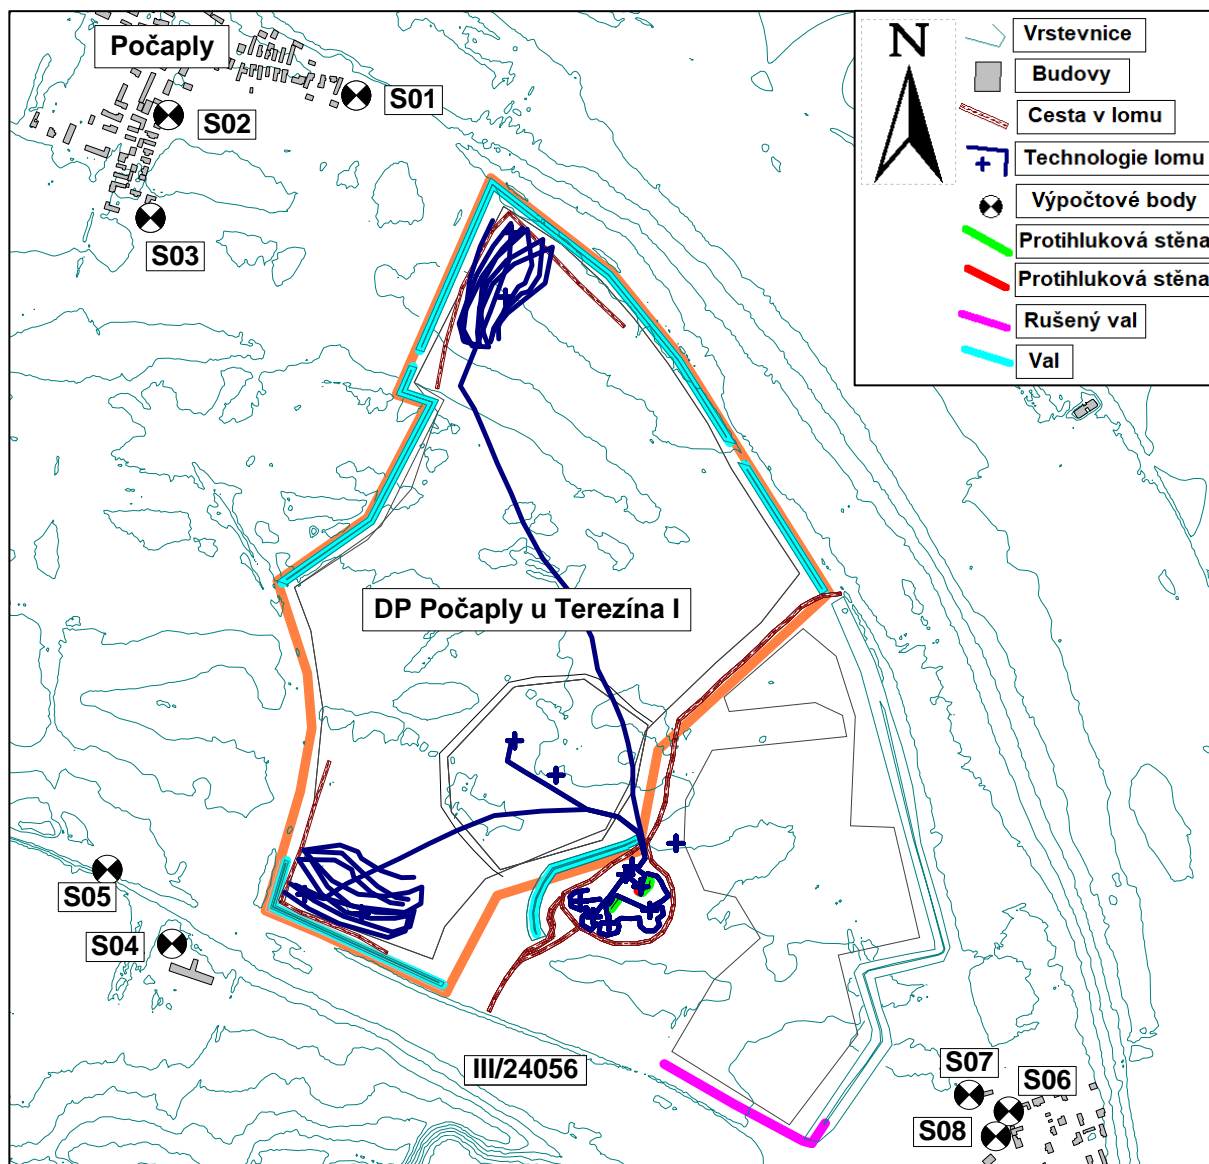 Počaply
S01
S02
S03
N
Vrstevnice
Budovy
Cesta v lomu
Technologie lomu
Výpočtové body
Protihluková stěna
Protihluková stěna
Rušený val
Val
DP Počaply u Terezína I
S05
S04
III/24056
S07
S06
S08